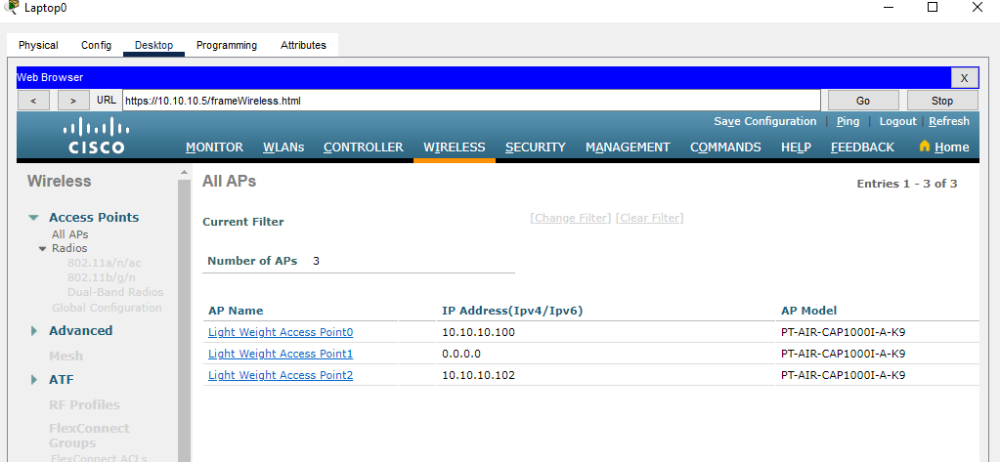 Laptop0
Physical Config Desktop Programming Attributes
Web Browser X
< > URL https://10.10.10.5/frameWireless.html Go Stop
Save Configuration | Ping | Logout | Refresh
CISCO MONITOR WLANs CONTROLLER WIRELESS SECURITY MANAGEMENT COMMANDS HELP FEEDBACK Home
Wireless
Access Points
All APs
Radios
802.11a/n/ac
802.11b/g/n
Dual-Band Radios
Global Configuration
Advanced
Mesh
ATF
RF Profiles
FlexConnect
Groups
FlexConnect ACLs
All APs Entries 1 - 3 of 3
Current Filter [Change Filter] [Clear Filter]
Number of APs 3
AP Name IP Address(Ipv4/Ipv6) AP Model
Light Weight Access Point0 10.10.10.100 PT-AIR-CAP1000I-A-K9
Light Weight Access Point1 0.0.0.0 PT-AIR-CAP1000I-A-K9
Light Weight Access Point2 10.10.10.102 PT-AIR-CAP1000I-A-K9